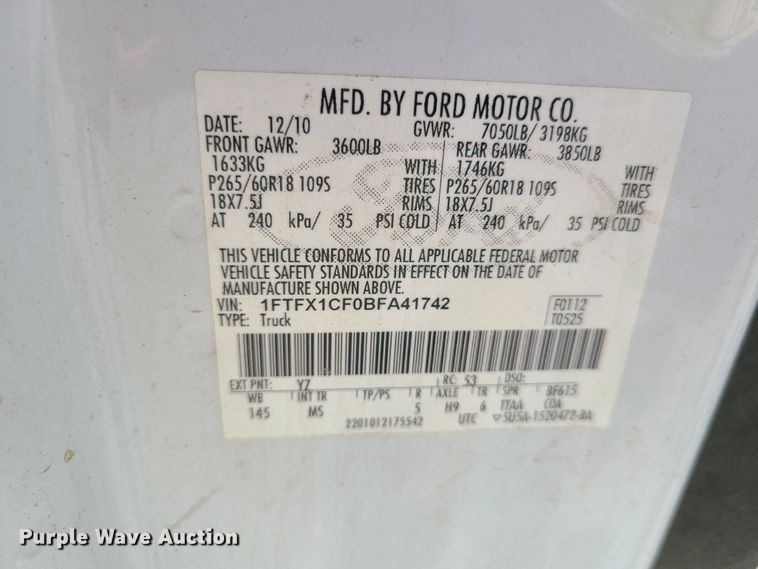 MFD. BY FORD MOTOR CO.
DATE: 12/10 GVWR: 7050LB/ 3198KG
FRONT GAWR: 3600LB REAR GAWR: 3850LB
1633KG WITH 1746KG WITH
P265/60R18 109S TIRES P265/60R18 109S TIRES
18X7.5J RIMS 18X7.5J RIMS
AT 240 kPa/ 35 PSI COLD AT 240 kPa/ 35 PSI COLD
THIS VEHICLE CONFORMS TO ALL APPLICABLE FEDERAL MOTOR
VEHICLE SAFETY STANDARDS IN EFFECT ON THE DATE OF
MANUFACTURE SHOWN ABOVE.
VIN: 1FTFX1CF0BFA41742 F0112
TYPE: Truck T0525
EXT PNT: YZ RC: 53 DSO:
WB INT TR TP/PS R AXLE TR SPR BF615
145 MS 5 H9 6 TTAA CDA
2201012175542 UTC 5U5A-1520472-BA
Purple Wave Auction